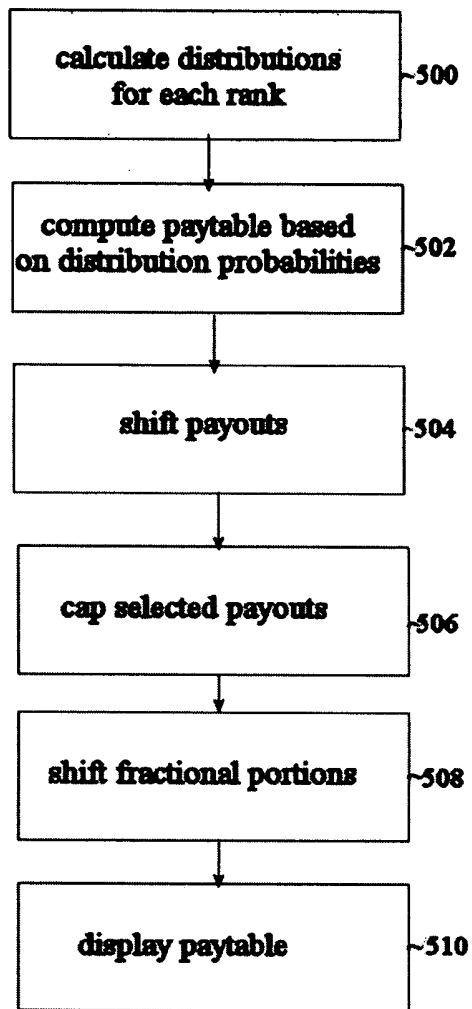 calculate distributions
for each rank
500
compute paytable based
on distribution probabilities
502
shift payouts
504
cap selected payouts
506
shift fractional portions
508
display paytable
510